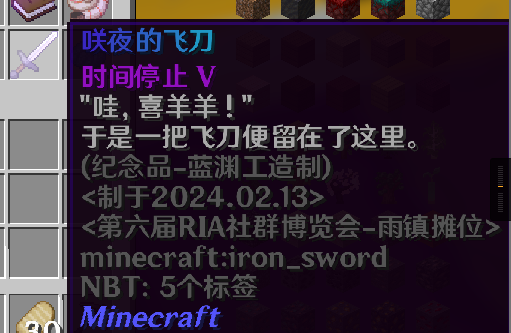 咲夜的飞刀
时间停止 V
"哇, 喜羊羊!"
于是一把飞刀便留在了这里。
(纪念品-蓝渊工造制)
<制于2024.02.13>
<第六届RIA社群博览会-雨镇摊位>
minecraft:iron_sword
NBT: 5个标签
Minecraft
30